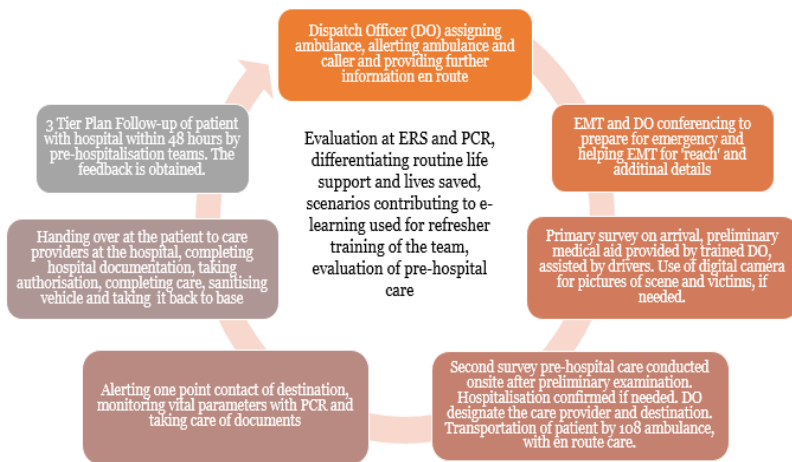 Dispatch Officer (DO) assigning
ambulance, allerting ambulance and
caller and providing further
information en route
EMT and DO conferencing to
prepare for emergency and
helping EMT for 'reach' and
additinal details
Primary survey on arrival, preliminary
medical aid provided by trained DO,
assisted by drivers. Use of digital camera
for pictures of scene and victims, if
needed.
Second survey pre-hospital care conducted
onsite after preliminary examination.
Hospitalisation confirmed if needed. DO
designate the care provider and destination.
Transportation of patient by 108 ambulance,
with en route care.
Alerting one point contact of destination,
monitoring vital parameters with PCR and
taking care of documents
Handing over at the patient to care
providers at the hospital, completing
hospital documentation, taking
authorisation, completing care, sanitising
vehicle and taking it back to base
3 Tier Plan Follow-up of patient
with hospital within 48 hours by
pre-hospitalisation teams. The
feedback is obtained.
Evaluation at ERS and PCR,
differentiating routine life
support and lives saved,
scenarios contributing to e-
learning used for refresher
training of the team,
evaluation of pre-hospital
care